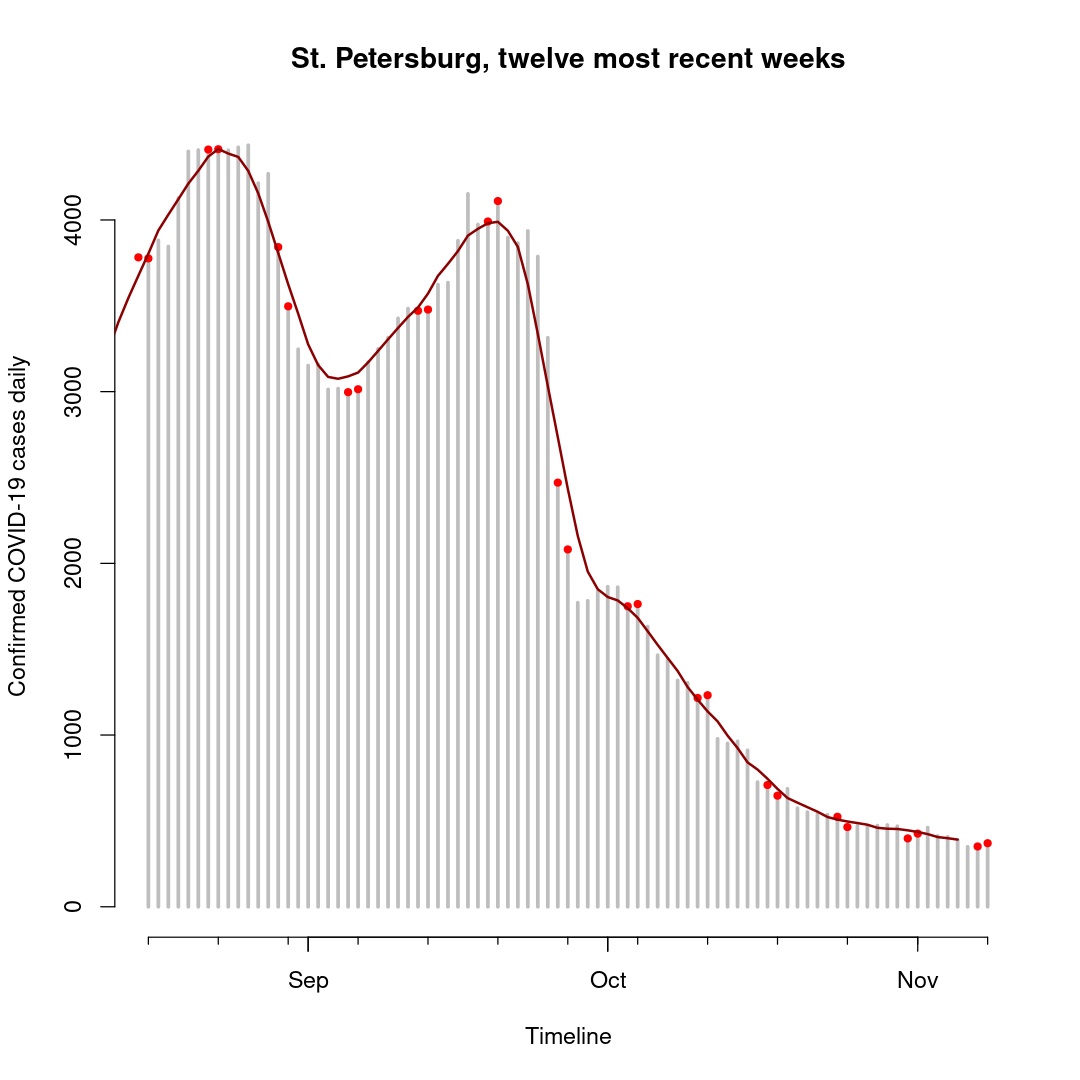 St. Petersburg, twelve most recent weeks
Confirmed COVID-19 cases daily
4000
3000
2000
1000
0
Sep
Oct
Nov
Timeline